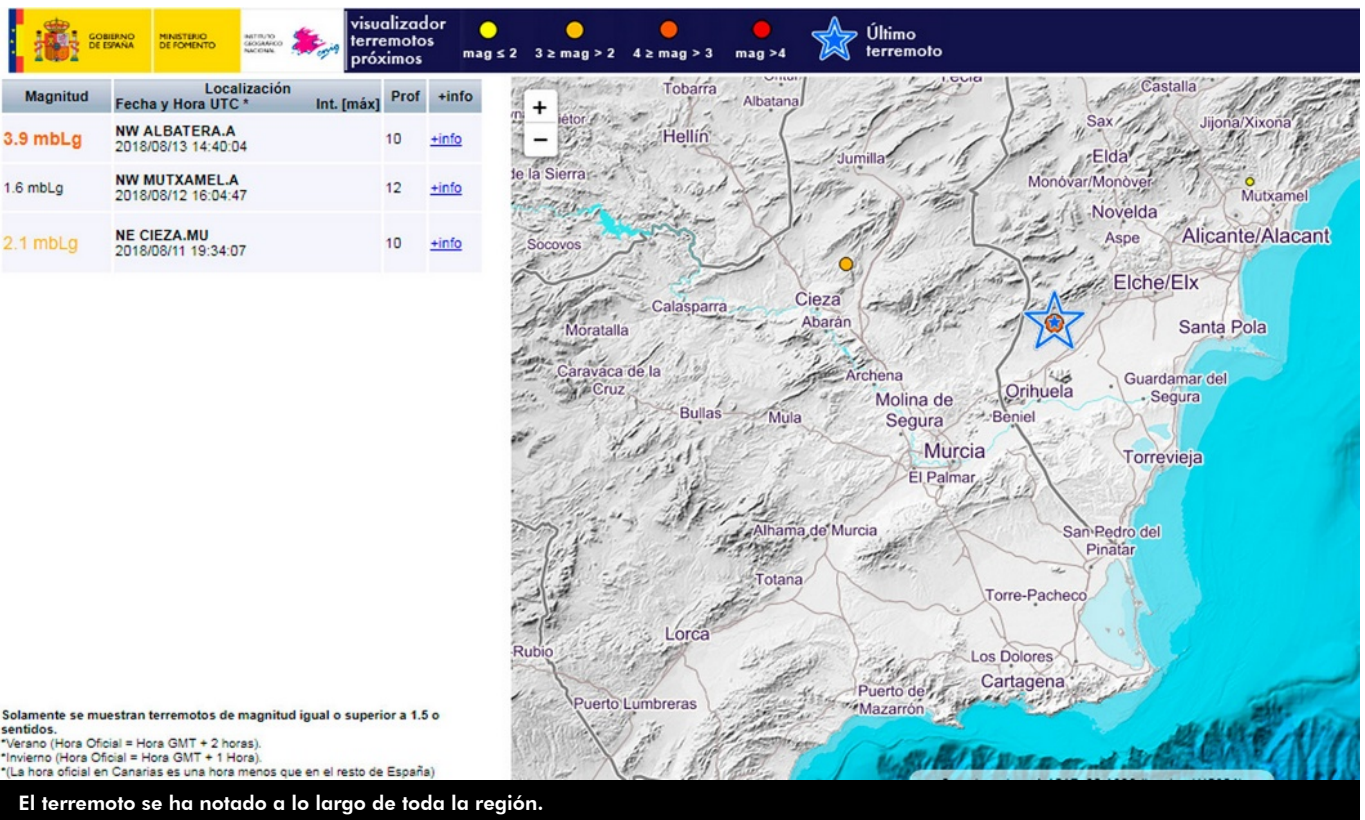 GOBIERNO
DE ESPAÑA
MINISTERIO
DE FOMENTO
INSTITUTO
GEOGRÁFICO
NACIONAL
cnig
visualizador
terremotos
próximos
mag ≤ 2
3 ≥ mag > 2
4 ≥ mag > 3
mag >4
Último
terremoto
Magnitud
Localización
Fecha y Hora UTC *
Int. [máx]
Prof
+info
3.9 mbLg
NW ALBATERA.A
2018/08/13 14:40:04
10
+info
1.6 mbLg
NW MUTXAMEL.A
2018/08/12 16:04:47
12
+info
2.1 mbLg
NE CIEZA.MU
2018/08/11 19:34:07
10
+info
Solamente se muestran terremotos de magnitud igual o superior a 1.5 o
sentidos.
*Verano (Hora Oficial = Hora GMT + 2 horas).
*Invierno (Hora Oficial = Hora GMT + 1 Hora).
*(La hora oficial en Canarias es una hora menos que en el resto de España)
+
−
Tobarra
Albatana
Yecla
Castalla
Hellín
Sax
Jijona/Xixona
Jumilla
Elda
de la Sierra
Monóvar/Monòver
Mutxamel
Novelda
Socovos
Aspe
Alicante/Alacant
Elche/Elx
Calasparra
Cieza
Abarán
Moratalla
Santa Pola
Caravaca de la
Cruz
Archena
Orihuela
Guardamar del
Segura
Bullas
Mula
Molina de
Segura
Beniel
Murcia
Torrevieja
El Palmar
Alhama de Murcia
San Pedro del
Pinatar
Totana
Torre-Pacheco
Lorca
Rubio
Los Dolores
Cartagena
Puerto Lumbreras
Puerto de
Mazarrón
El terremoto se ha notado a lo largo de toda la región.